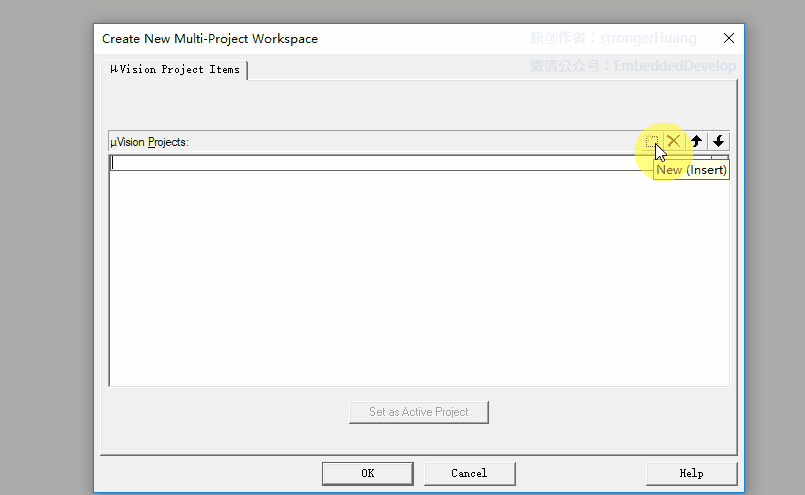 Create New Multi-Project Workspace
原创作者：strongerHuang
微信公众号：EmbeddedDevelop
μVision Project Items
μVision Projects:
New (Insert)
Set as Active Project
OK
Cancel
Help